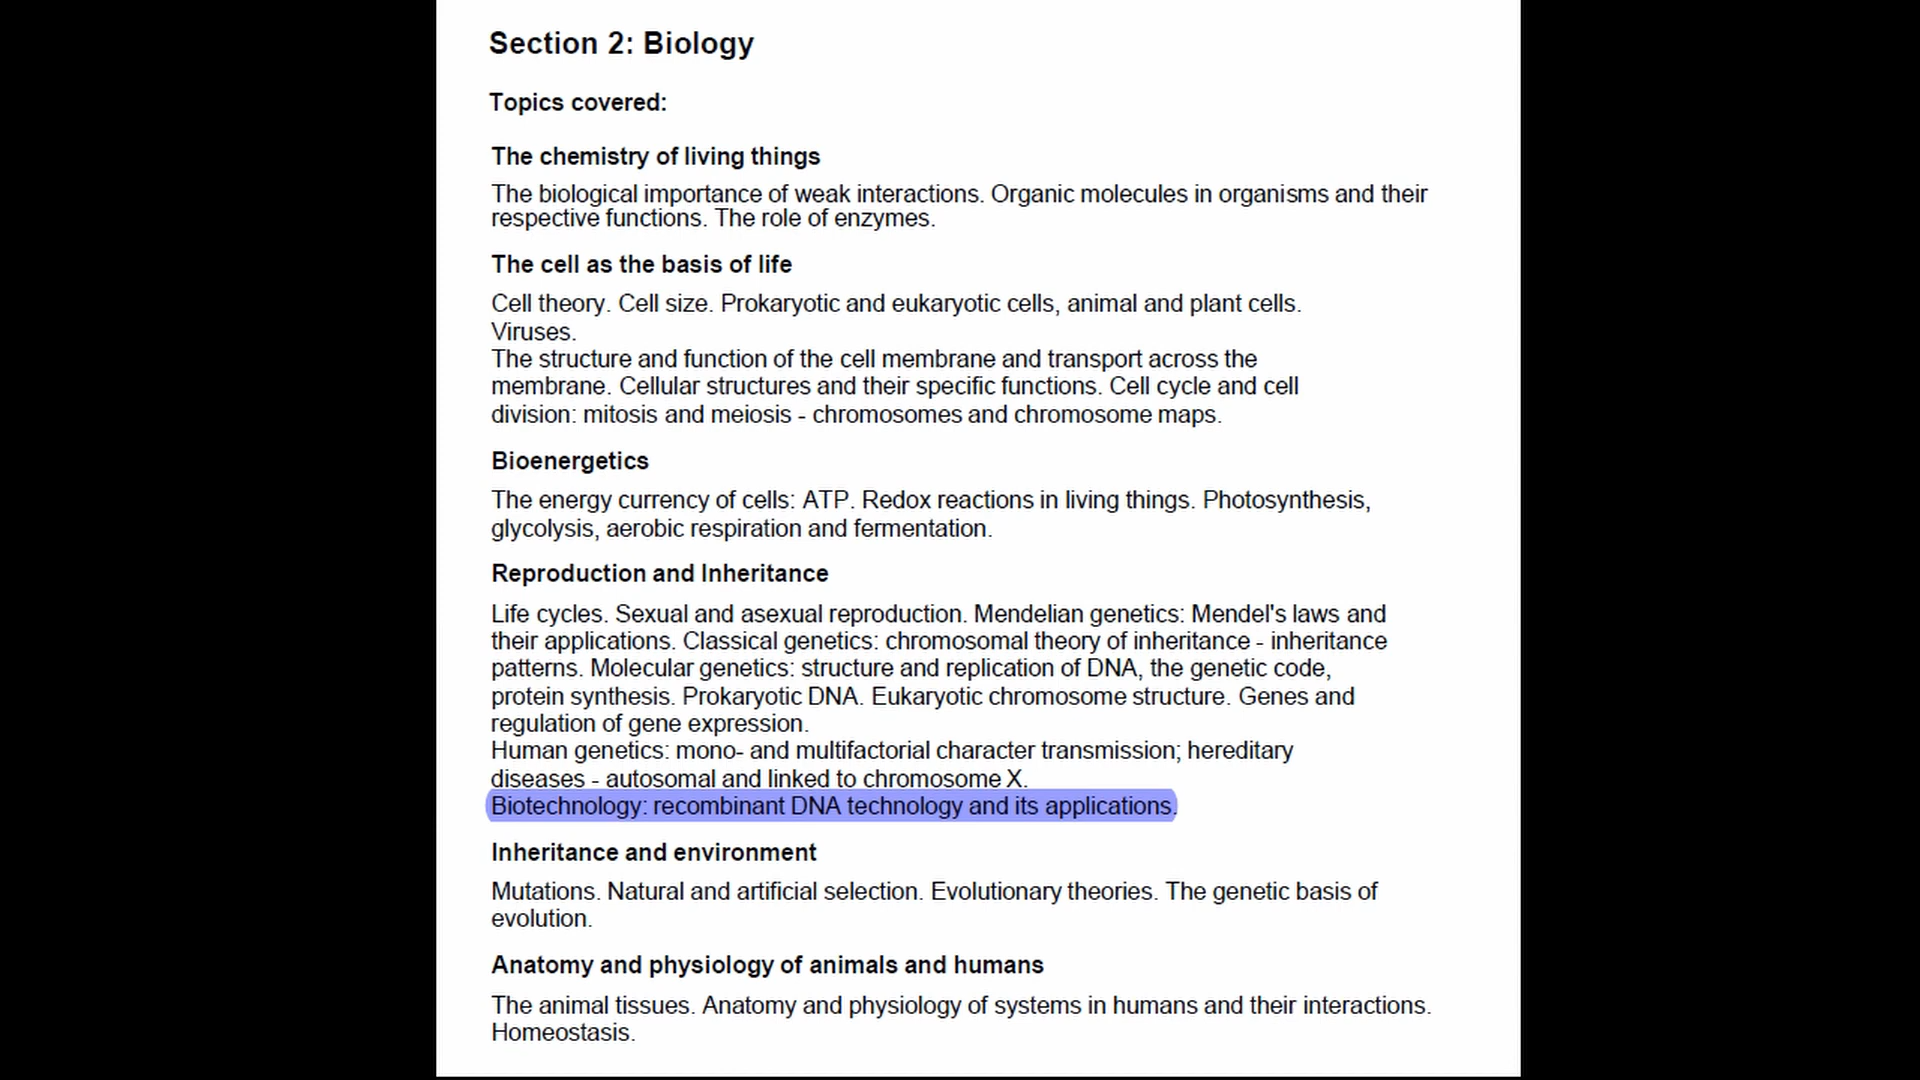 Section 2: Biology
Topics covered:
The chemistry of living things
The biological importance of weak interactions. Organic molecules in organisms and their
respective functions. The role of enzymes.
The cell as the basis of life
Cell theory. Cell size. Prokaryotic and eukaryotic cells, animal and plant cells.
Viruses.
The structure and function of the cell membrane and transport across the
membrane. Cellular structures and their specific functions. Cell cycle and cell
division: mitosis and meiosis - chromosomes and chromosome maps.
Bioenergetics
The energy currency of cells: ATP. Redox reactions in living things. Photosynthesis,
glycolysis, aerobic respiration and fermentation.
Reproduction and Inheritance
Life cycles. Sexual and asexual reproduction. Mendelian genetics: Mendel's laws and
their applications. Classical genetics: chromosomal theory of inheritance - inheritance
patterns. Molecular genetics: structure and replication of DNA, the genetic code,
protein synthesis. Prokaryotic DNA. Eukaryotic chromosome structure. Genes and
regulation of gene expression.
Human genetics: mono- and multifactorial character transmission; hereditary
diseases - autosomal and linked to chromosome X.
Biotechnology: recombinant DNA technology and its applications.
Inheritance and environment
Mutations. Natural and artificial selection. Evolutionary theories. The genetic basis of
evolution.
Anatomy and physiology of animals and humans
The animal tissues. Anatomy and physiology of systems in humans and their interactions.
Homeostasis.